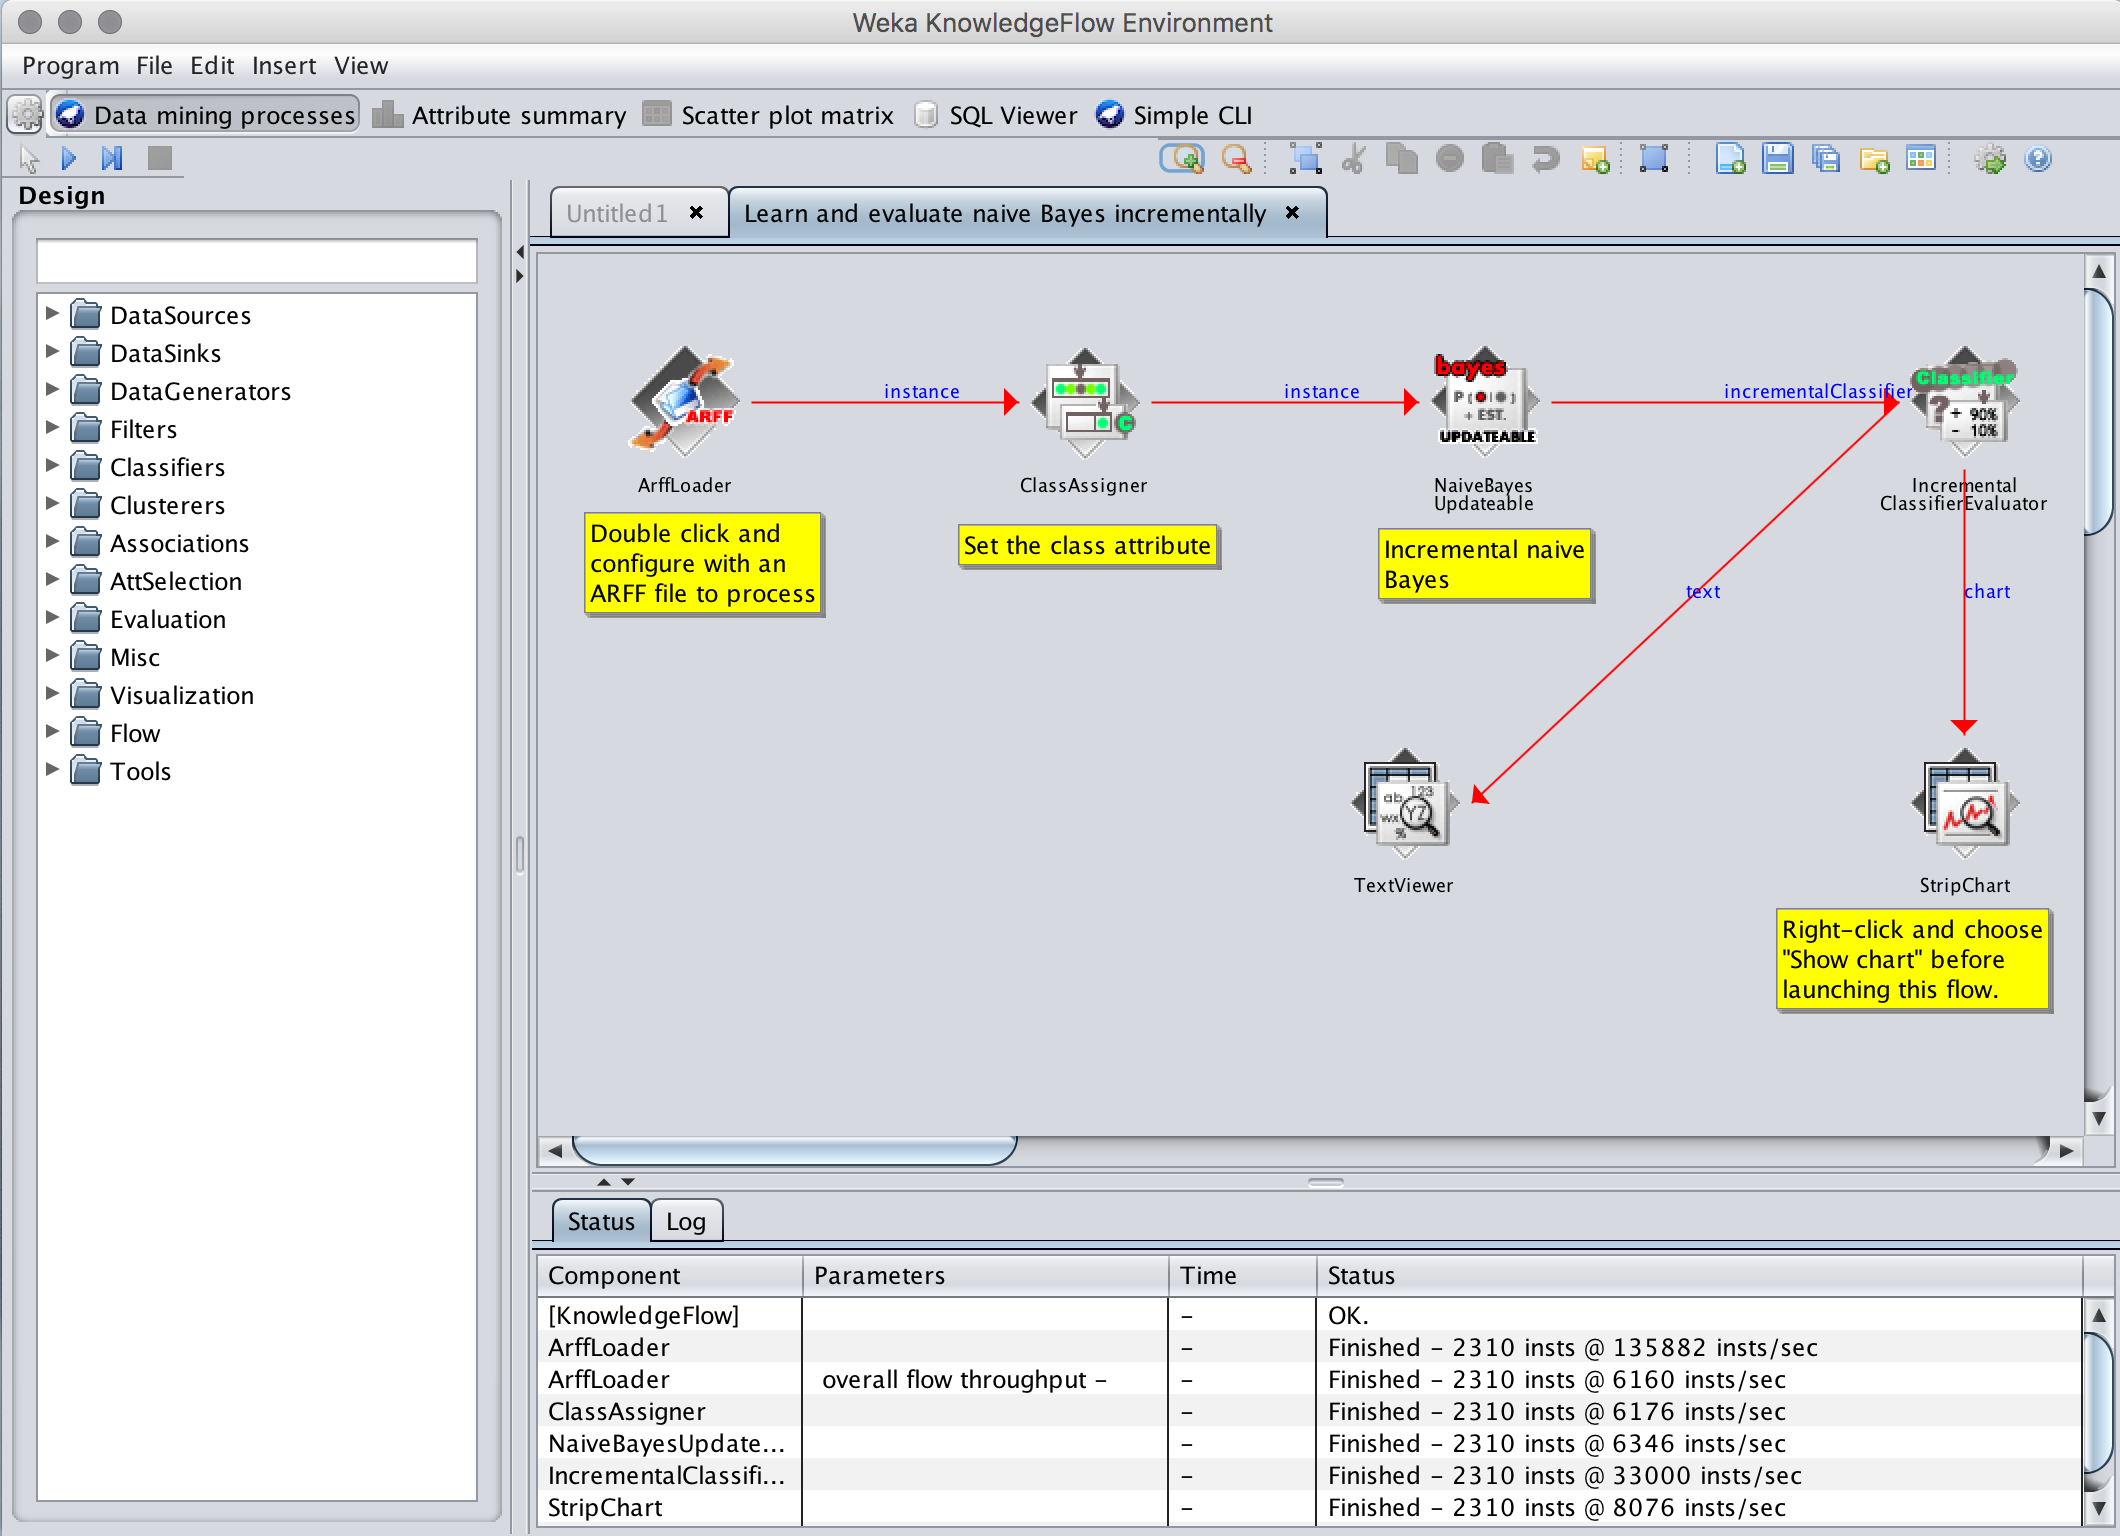 Weka KnowledgeFlow Environment
Program File Edit Insert View
Data mining processes Attribute summary Scatter plot matrix SQL Viewer Simple CLI
Design
Untitled1 Learn and evaluate naive Bayes incrementally
DataSources
DataSinks
DataGenerators
Filters
Classifiers
Clusterers
Associations
AttSelection
Evaluation
Misc
Visualization
Flow
Tools
instance
instance
incrementalClassifier
ARFF
C
bayes
P(●|●)
+ EST.
UPDATEABLE
Classifier
? + 90%
- 10%
ArffLoader
ClassAssigner
NaiveBayes
Updateable
Incremental
ClassifierEvaluator
Double click and
configure with an
ARFF file to process
Set the class attribute
Incremental naive
Bayes
text
chart
ab 123
wx YZ
%
TextViewer
StripChart
Right-click and choose
"Show chart" before
launching this flow.
Status Log
Component Parameters Time Status
[KnowledgeFlow] - OK.
ArffLoader - Finished - 2310 insts @ 135882 insts/sec
ArffLoader overall flow throughput - - Finished - 2310 insts @ 6160 insts/sec
ClassAssigner - Finished - 2310 insts @ 6176 insts/sec
NaiveBayesUpdate... - Finished - 2310 insts @ 6346 insts/sec
IncrementalClassifi... - Finished - 2310 insts @ 33000 insts/sec
StripChart - Finished - 2310 insts @ 8076 insts/sec